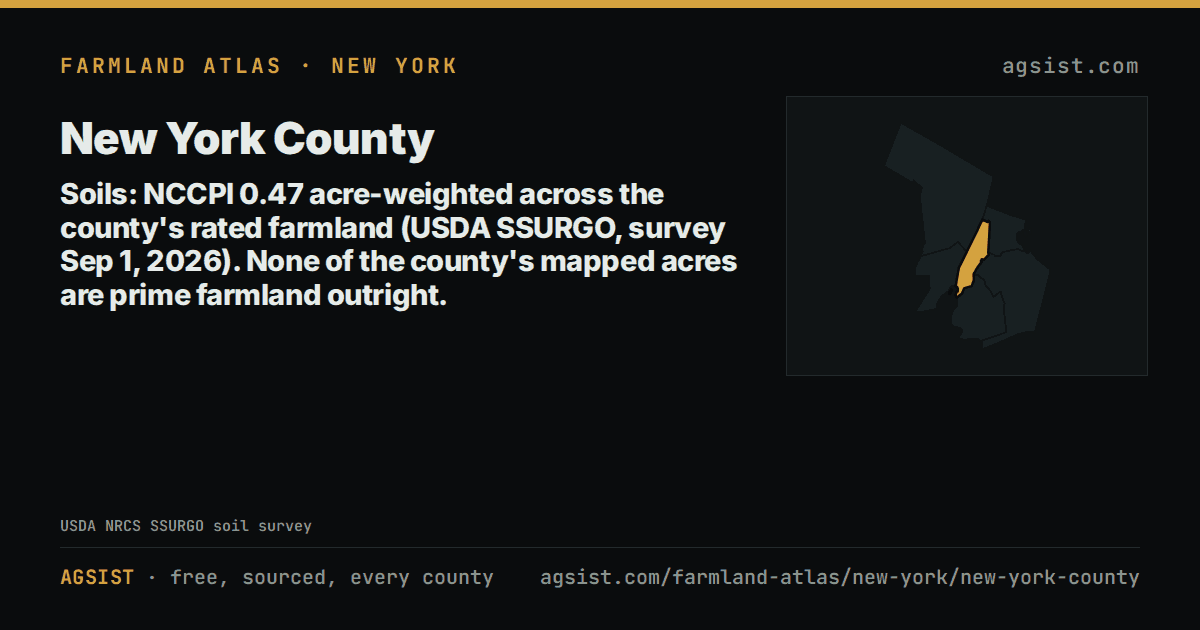 FARMLAND ATLAS · NEW YORK
agsist.com
New York County
Soils: NCCPI 0.47 acre-weighted across the
county's rated farmland (USDA SSURGO, survey
Sep 1, 2026). None of the county's mapped acres
are prime farmland outright.
USDA NRCS SSURGO soil survey
AGSIST · free, sourced, every county
agsist.com/farmland-atlas/new-york/new-york-county